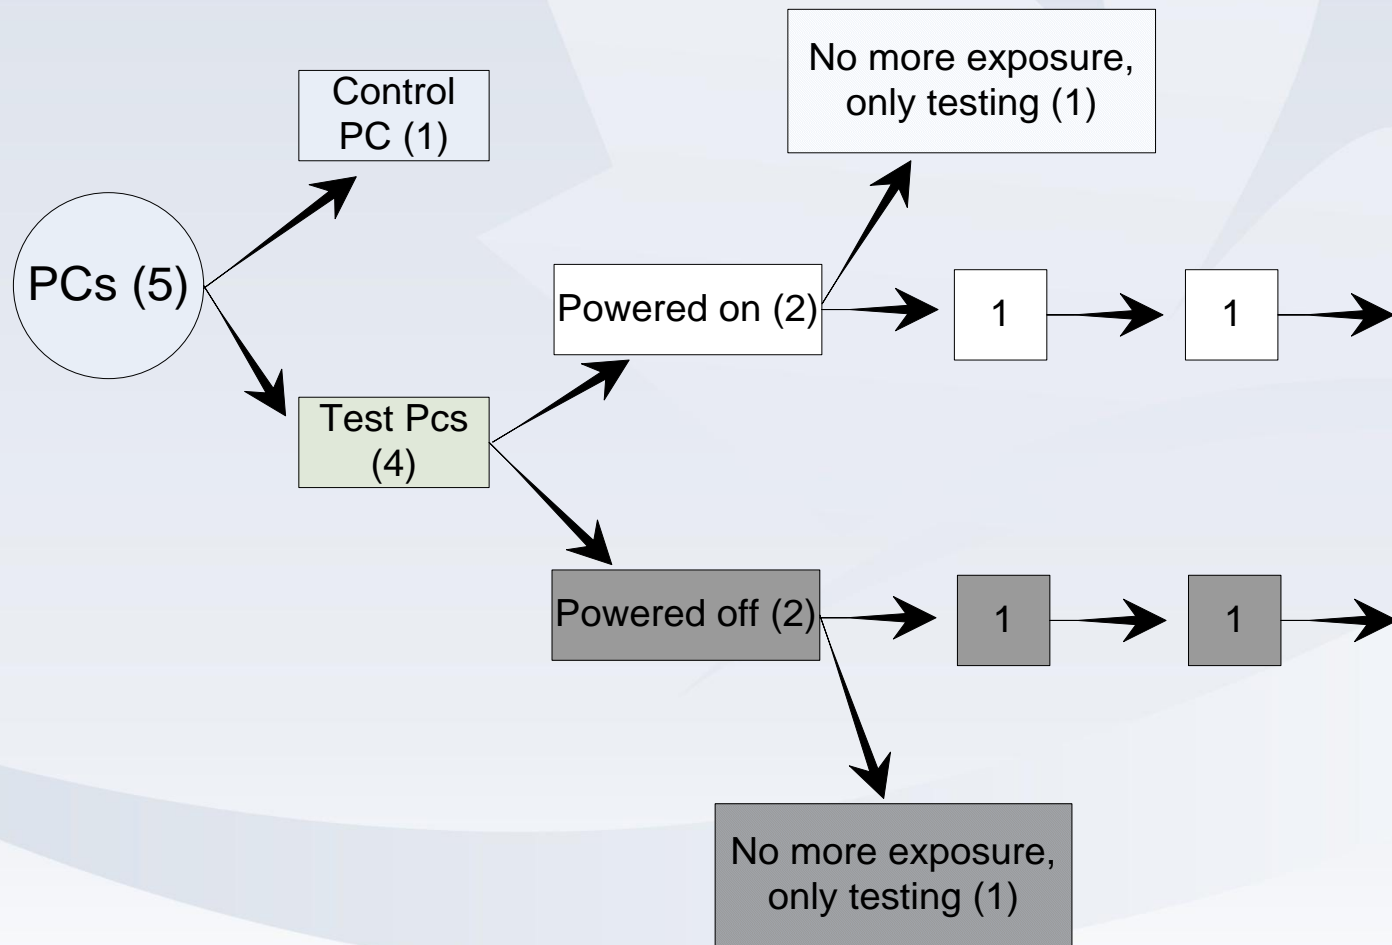 No more exposure,
only testing (1)
Control
PC (1)
PCs (5)
Powered on (2)
1
1
Test Pcs
(4)
Powered off (2)
1
1
No more exposure,
only testing (1)